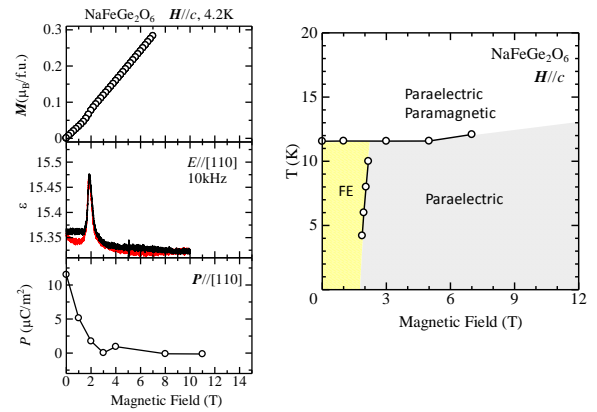 NaFeGe₂O₆ H//c, 4.2K
M(μB/f.u.)
0.3
0.2
0.1
0
ε
15.5
15.45
15.4
15.35
E//[110]
10kHz
P (μC/m²)
10
5
0
P//[110]
0 2 4 6 8 10 12 14
Magnetic Field (T)
NaFeGe₂O₆
H//c
Paraelectric
Paramagnetic
FE
Paraelectric
T (K)
20
15
10
5
0 3 6 9 12
Magnetic Field (T)